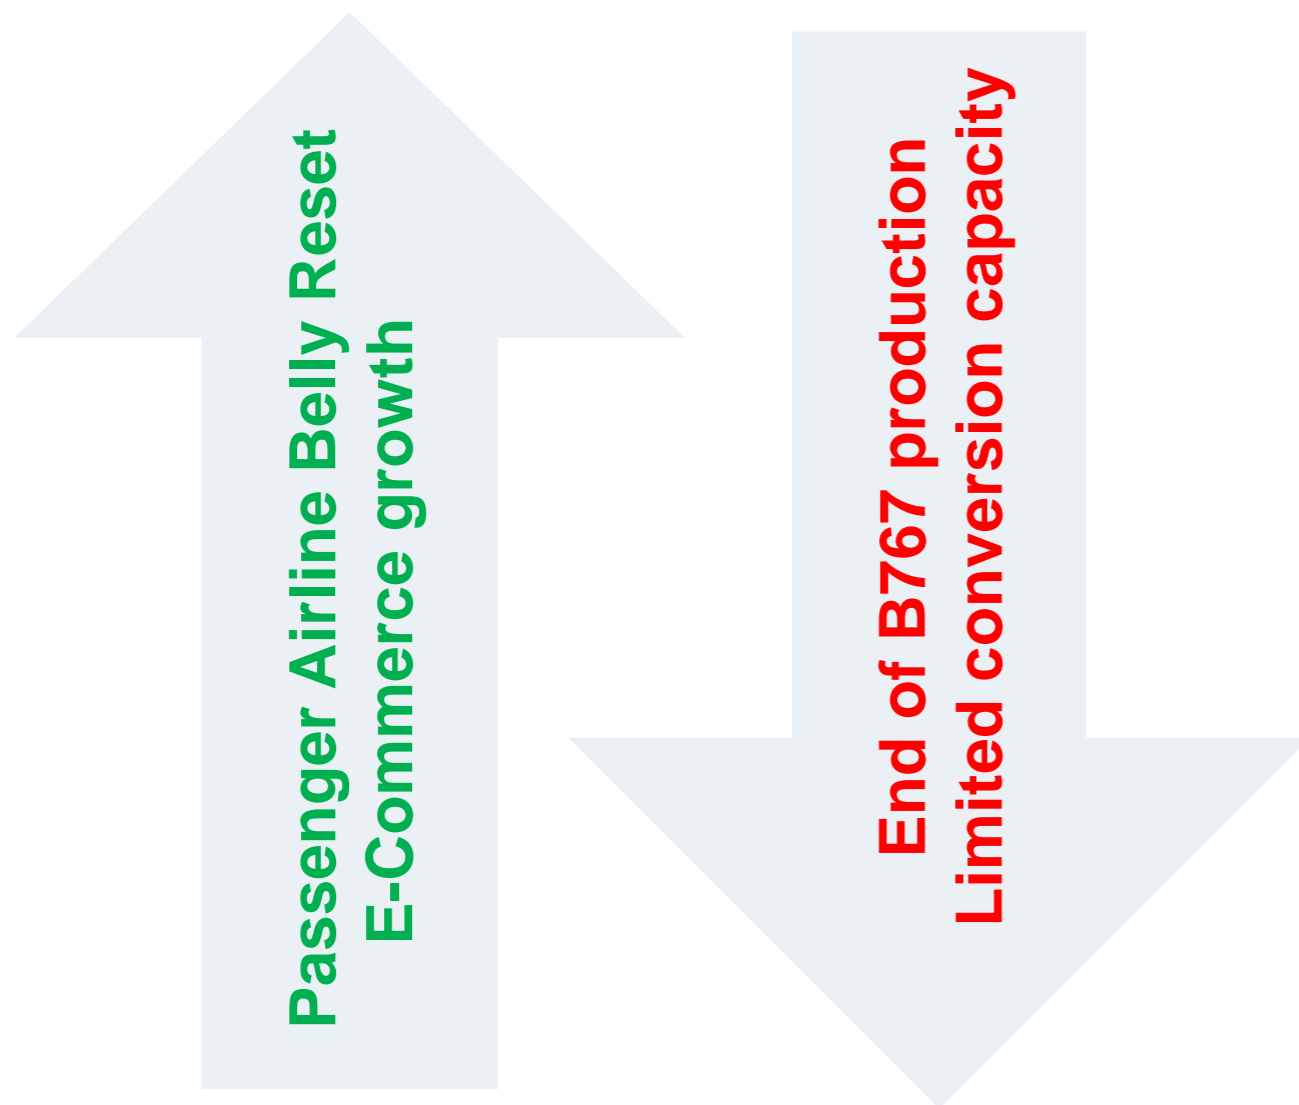 Passenger Airline Belly Reset
E-Commerce growth
End of B767 production
Limited conversion capacity